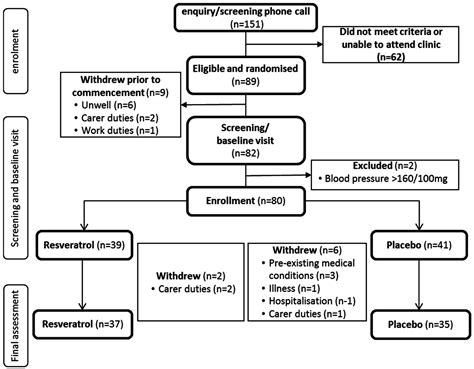 enquiry/screening phone call
(n=151)
Did not meet criteria or
unable to attend clinic
(n=62)
enrolment
Eligible and randomised
(n=89)
Withdrew prior to
commencement (n=9)
• Unwell (n=6)
• Carer duties (n=2)
• Work duties (n=1)
Screening/
baseline visit
(n=82)
Excluded (n=2)
• Blood pressure >160/100mg
Screening and baseline visit
Enrollment (n=80)
Resveratrol (n=39)
Placebo (n=41)
Withdrew (n=2)
• Carer duties (n=2)
Withdrew (n=6)
• Pre-existing medical
conditions (n=3)
• Illness (n=1)
• Hospitalisation (n-1)
• Carer duties (n=1)
Final assessment
Resveratrol (n=37)
Placebo (n=35)